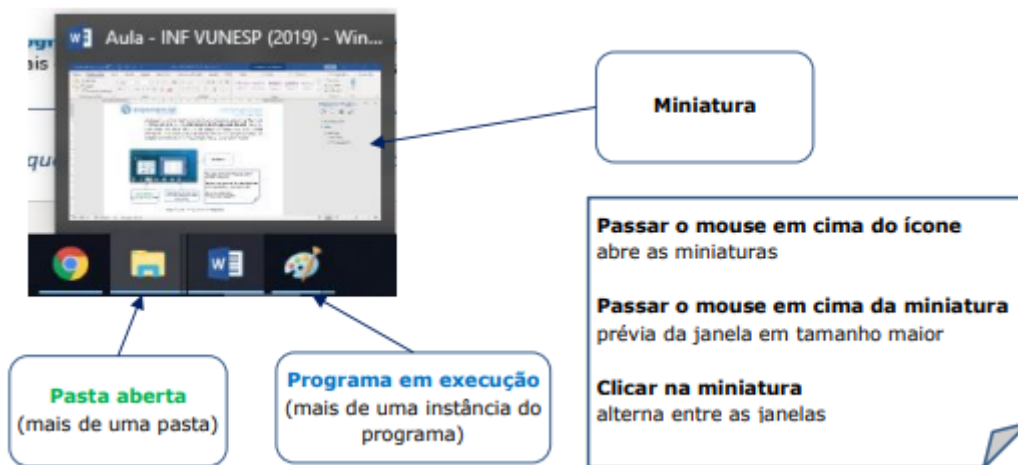 Aula - INF VUNESP (2019) - Win...
ais
qu
Miniatura
Passar o mouse em cima do ícone
abre as miniaturas
Passar o mouse em cima da miniatura
prévia da janela em tamanho maior
Clicar na miniatura
alterna entre as janelas
Pasta aberta
(mais de uma pasta)
Programa em execução
(mais de uma instância do
programa)